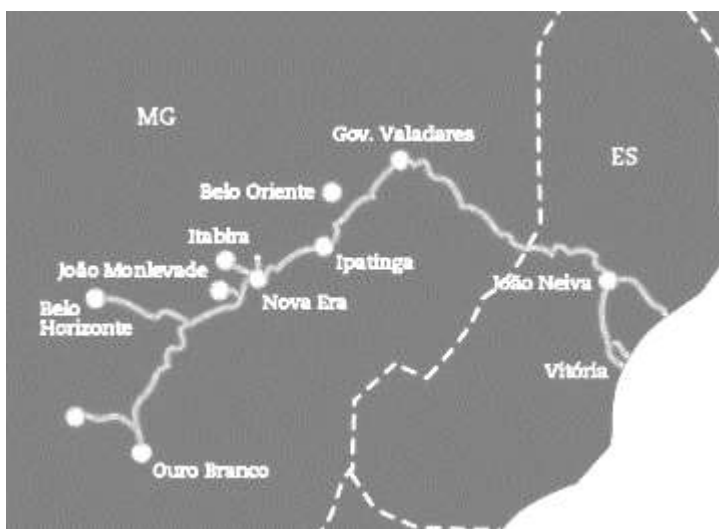 MG
Gov. Valadares
ES
Belo Oriente
Itabira
Ipatinga
João Monlevade
João Neiva
Nova Era
Belo
Horizonte
Vitória
Ouro Branco